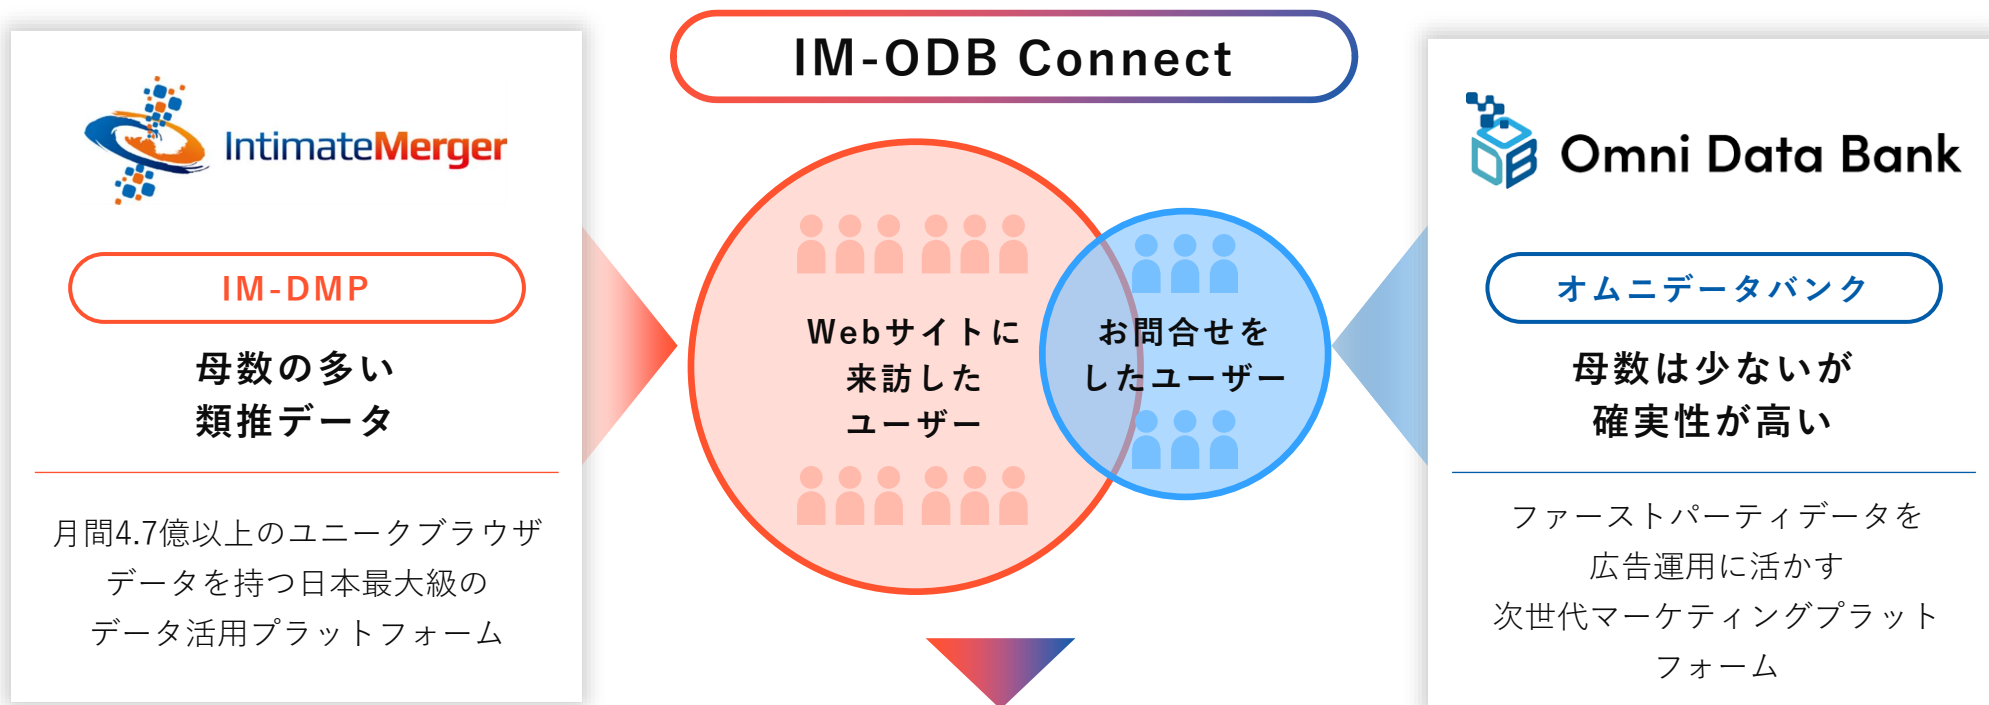 IM-ODB Connect
IntimateMerger
IM-DMP
母数の多い
類推データ
月間4.7億以上のユニークブラウザ
データを持つ日本最大級の
データ活用プラットフォーム
Webサイトに
来訪した
ユーザー
お問合せを
したユーザー
Omni Data Bank
オムニデータバンク
母数は少ないが
確実性が高い
ファーストパーティデータを
広告運用に活かす
次世代マーケティングプラット
フォーム